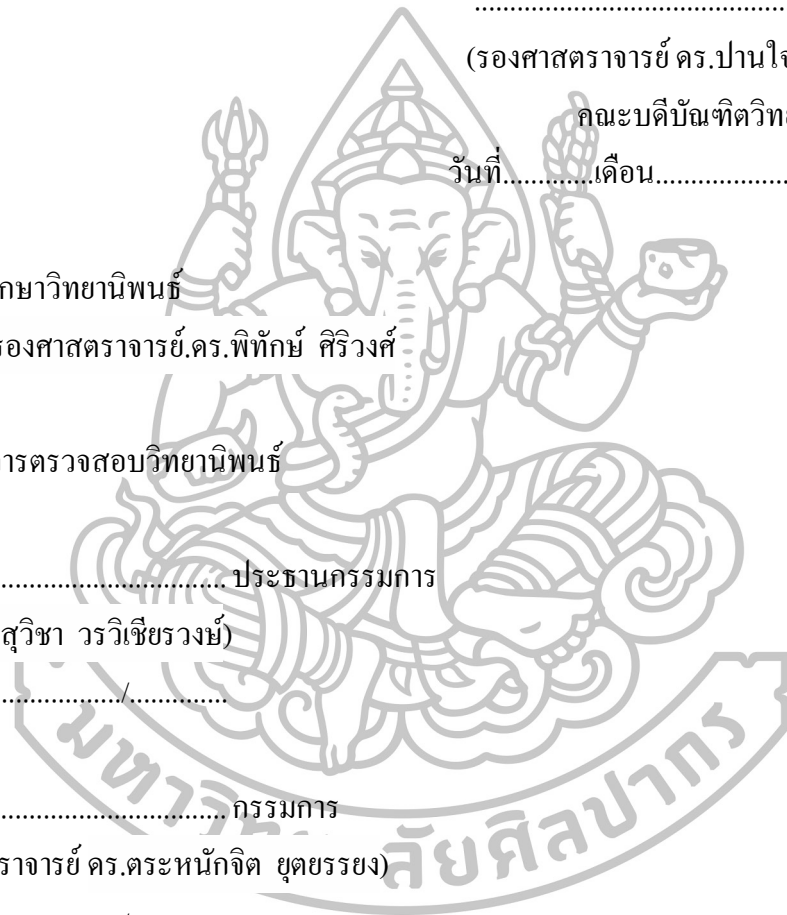 ..............................................
(รองศาสตราจารย์ ดร.ปานใจ
คณะบดีบัณฑิตวิทย
วันที่.............เดือน....................
กษาวิทยานิพนธ์
รองศาสตราจารย์.ดร.พิทักษ์ ศิริวงศ์
การตรวจสอบวิทยานิพนธ์
................................. ประธานกรรมการ
สุวิชา วรวิเชียรวงษ์)
................./..............
................................. กรรมการ
ราจารย์ ดร.ตระหนักจิต ยุตยรรยง)
มหาวิท ลัยศิลปากร